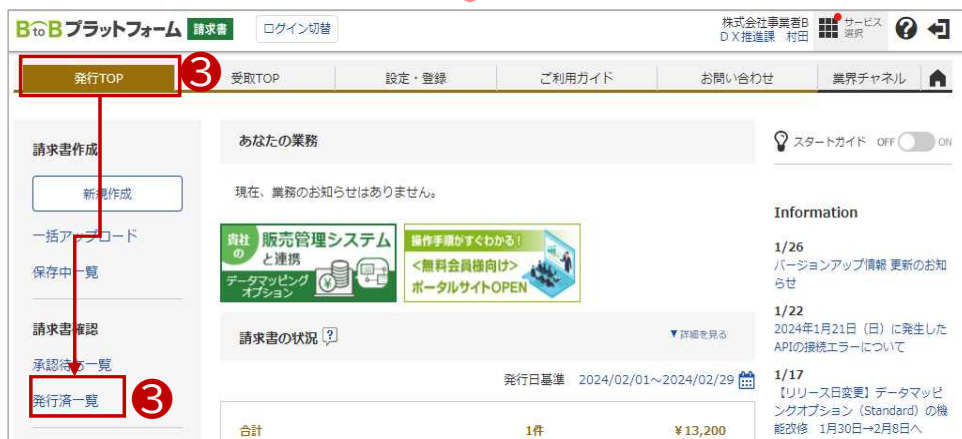 BtoBプラットフォーム 請求書 ログイン切替
株式会社事業者B
DX推進課 村田
サービス
選択
発行TOP ❸ 受取TOP 設定・登録 ご利用ガイド お問い合わせ 業界チャネル
請求書作成
新規作成
一括アップロード
保存中一覧
請求書確認
承認待ち一覧
発行済一覧 ❸
あなたの業務
現在、業務のお知らせはありません。
貴社の 販売管理システム
と連携
データマッピング
オプション
操作手順がすぐわかる!
<無料会員様向け>
ポータルサイトOPEN
請求書の状況 ? ▼詳細を見る
発行日基準 2024/02/01~2024/02/29
合計 1件 ¥13,200
スタートガイド OFF ON
Information
1/26
バージョンアップ情報 更新のお知
らせ
1/22
2024年1月21日(日)に発生した
APIの接続エラーについて
1/17
【リリース日変更】データマッピ
ングオプション(Standard)の機
能改修 1月30日→2月8日へ